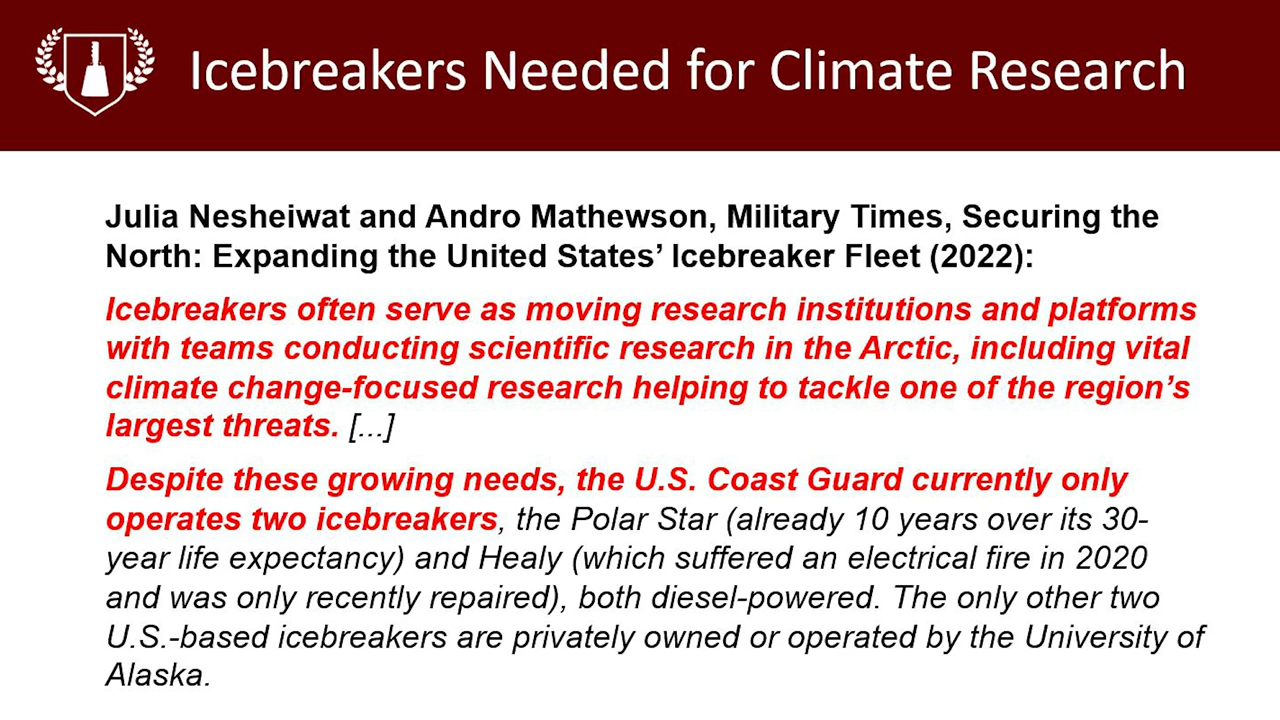 Icebreakers Needed for Climate Research
Julia Nesheiwat and Andro Mathewson, Military Times, Securing the
North: Expanding the United States’ Icebreaker Fleet (2022):
Icebreakers often serve as moving research institutions and platforms
with teams conducting scientific research in the Arctic, including vital
climate change-focused research helping to tackle one of the region’s
largest threats. [...]
Despite these growing needs, the U.S. Coast Guard currently only
operates two icebreakers, the Polar Star (already 10 years over its 30-
year life expectancy) and Healy (which suffered an electrical fire in 2020
and was only recently repaired), both diesel-powered. The only other two
U.S.-based icebreakers are privately owned or operated by the University of
Alaska.